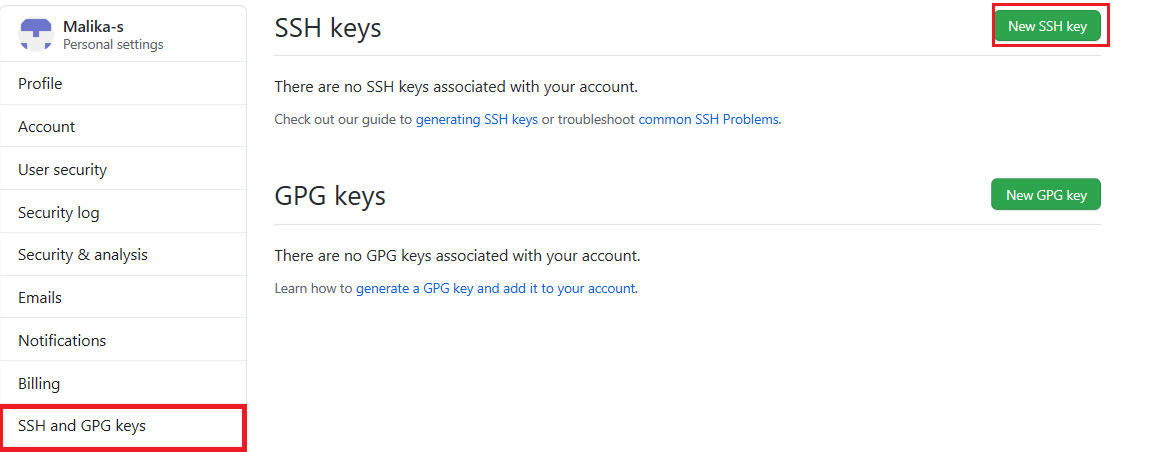 Malika-s
Personal settings
Profile
Account
User security
Security log
Security & analysis
Emails
Notifications
Billing
SSH and GPG keys
SSH keys
New SSH key
There are no SSH keys associated with your account.
Check out our guide to generating SSH keys or troubleshoot common SSH Problems.
GPG keys
New GPG key
There are no GPG keys associated with your account.
Learn how to generate a GPG key and add it to your account.